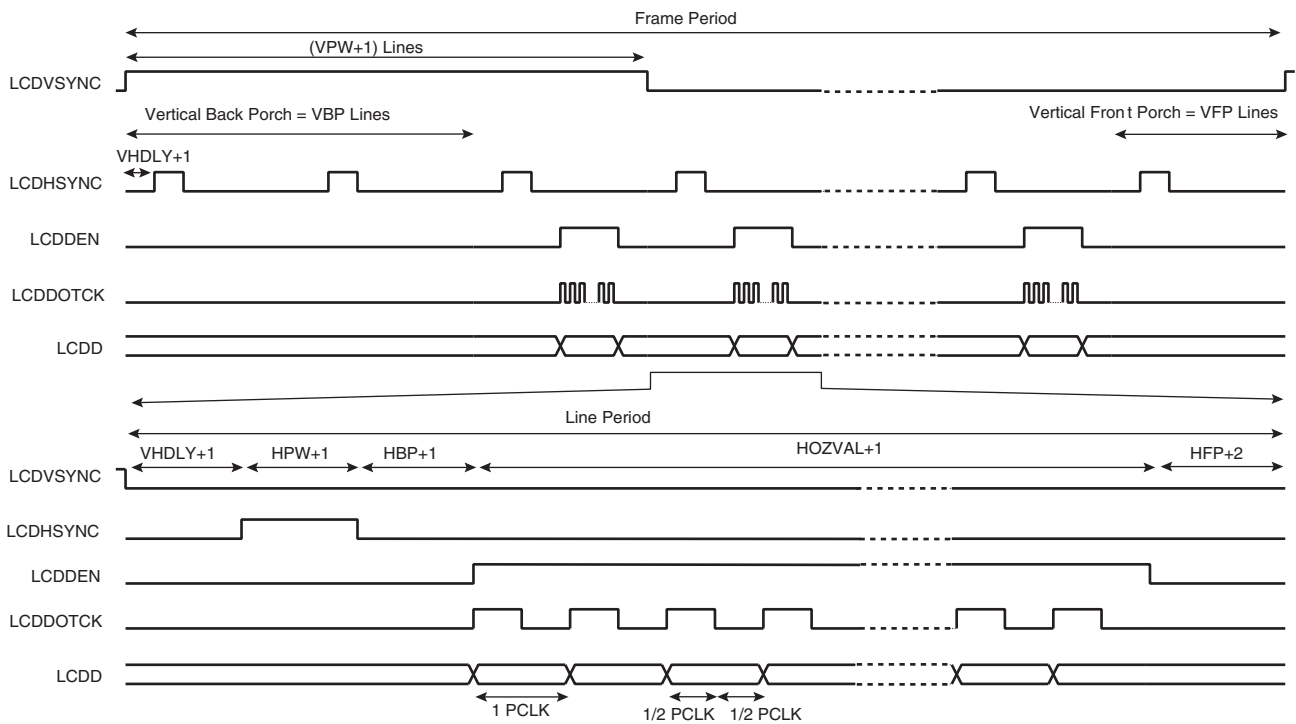 Frame Period
(VPW+1) Lines
LCDVSYNC
Vertical Back Porch = VBP Lines
Vertical Front Porch = VFP Lines
VHDLY+1
LCDHSYNC
LCDDEN
LCDDOTCK
LCDD
Line Period
VHDLY+1
HPW+1
HBP+1
HOZVAL+1
HFP+2
LCDVSYNC
LCDHSYNC
LCDDEN
LCDDOTCK
LCDD
1 PCLK
1/2 PCLK
1/2 PCLK